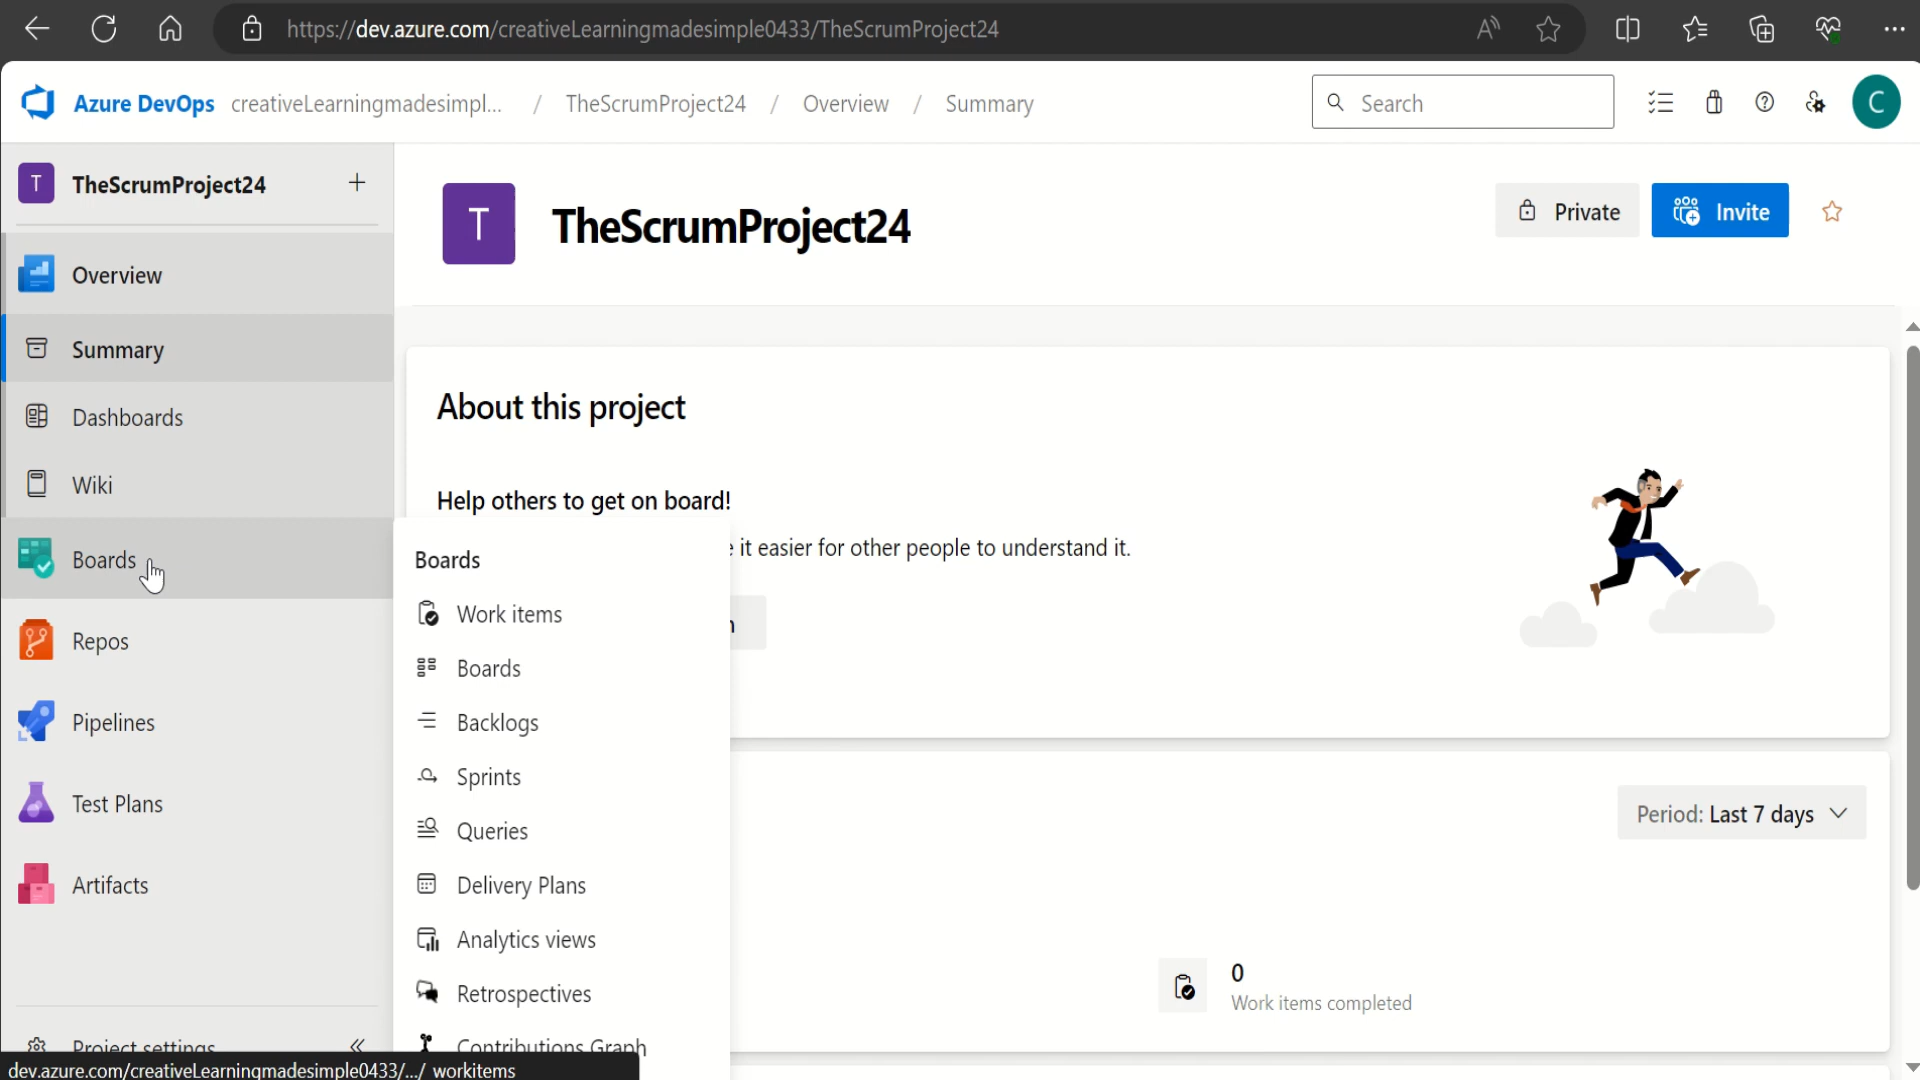 https://dev.azure.com/creativeLearningmadesimple0433/TheScrumProject24
Azure DevOps creativeLearningmadesimpl... / TheScrumProject24 / Overview / Summary
Search
C
T TheScrumProject24 +
Overview
Summary
Dashboards
Wiki
Boards
Repos
Pipelines
Test Plans
Artifacts
Project settings
Boards
Work items
Boards
Backlogs
Sprints
Queries
Delivery Plans
Analytics views
Retrospectives
Contributions Graph
T TheScrumProject24
Private
Invite
About this project
Help others to get on board!
it easier for other people to understand it.
Period: Last 7 days
0
Work items completed
dev.azure.com/creativeLearningmadesimple0433/.../_workitems